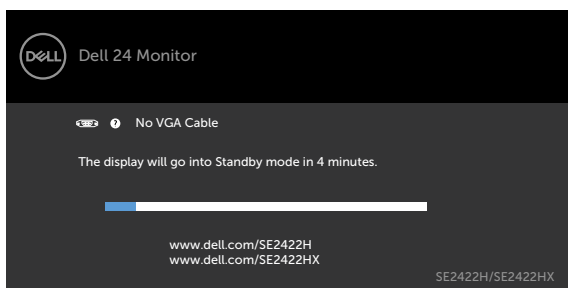 DELL
Dell 24 Monitor
? No VGA Cable
The display will go into Standby mode in 4 minutes.
www.dell.com/SE2422H
www.dell.com/SE2422HX
SE2422H/SE2422HX